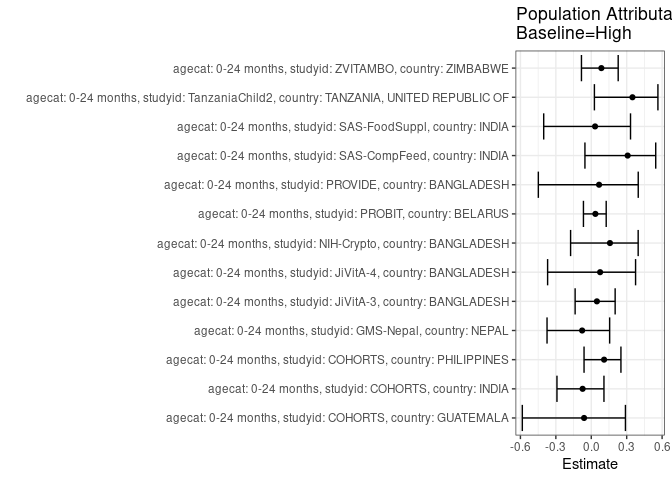 Population Attributa
Baseline=High
agecat: 0-24 months, studyid: ZVITAMBO, country: ZIMBABWE
agecat: 0-24 months, studyid: TanzaniaChild2, country: TANZANIA, UNITED REPUBLIC OF
agecat: 0-24 months, studyid: SAS-FoodSuppl, country: INDIA
agecat: 0-24 months, studyid: SAS-CompFeed, country: INDIA
agecat: 0-24 months, studyid: PROVIDE, country: BANGLADESH
agecat: 0-24 months, studyid: PROBIT, country: BELARUS
agecat: 0-24 months, studyid: NIH-Crypto, country: BANGLADESH
agecat: 0-24 months, studyid: JiVitA-4, country: BANGLADESH
agecat: 0-24 months, studyid: JiVitA-3, country: BANGLADESH
agecat: 0-24 months, studyid: GMS-Nepal, country: NEPAL
agecat: 0-24 months, studyid: COHORTS, country: PHILIPPINES
agecat: 0-24 months, studyid: COHORTS, country: INDIA
agecat: 0-24 months, studyid: COHORTS, country: GUATEMALA
-0.6 -0.3 0.0 0.3 0.6
Estimate